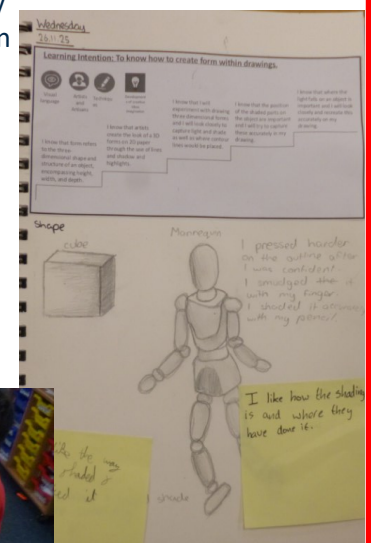 Wednesday
26.11.25
Learning Intention: To know how to create form within drawings.
I know that form refers
to the three
dimensional shape and
structure of an object,
encompassing height,
width, and depth.
I know that artists
create the look of a 3D
form on 2D paper
through the use of lines
and shadow and
highlights.
I know that I will
experiment with drawing
three dimensional forms
and I will look closely to
capture light and shade
as well as where contour
lines would be placed.
I know that the position
of the shaded parts on
the object are important
and I will try to capture
these accurately in my
drawing.
I know that where the
light falls on an object is
important and I will look
closely and recreate this
accurately on my
drawing.
Shape
cube
Mannequin
I pressed harder
on the outline after
I was confident.
I smudged the it
with my finger
I shaded it
with my pencil
I like how the shading
is and where they
have done it.
the
shaded
it
shade